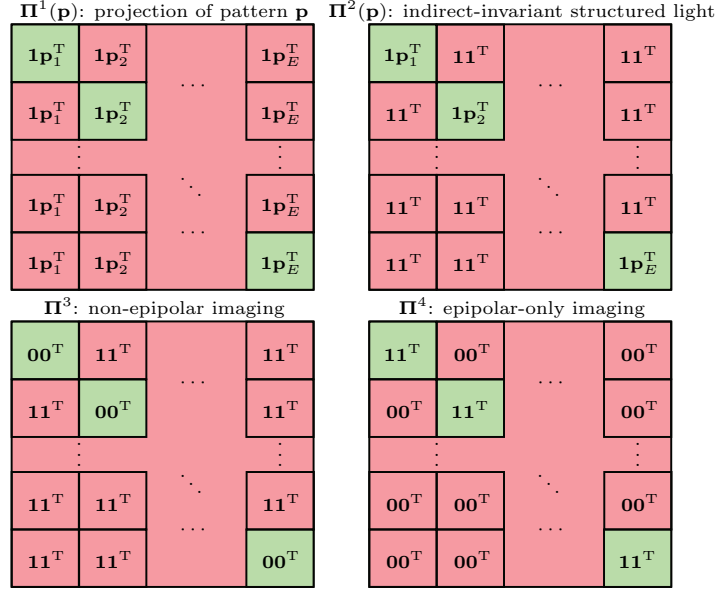 Π¹(p): projection of pattern p
1p₁ᵀ 1p₂ᵀ ... 1p_Eᵀ
1p₁ᵀ 1p₂ᵀ 1p_Eᵀ
⋮ ⋮
1p₁ᵀ 1p₂ᵀ ⋱ 1p_Eᵀ
1p₁ᵀ 1p₂ᵀ ... 1p_Eᵀ
Π²(p): indirect-invariant structured light
1p₁ᵀ 11ᵀ ... 11ᵀ
11ᵀ 1p₂ᵀ 11ᵀ
⋮ ⋮
11ᵀ 11ᵀ ⋱ 11ᵀ
11ᵀ 11ᵀ ... 1p_Eᵀ
Π³: non-epipolar imaging
00ᵀ 11ᵀ ... 11ᵀ
11ᵀ 00ᵀ 11ᵀ
⋮ ⋮
11ᵀ 11ᵀ ⋱ 11ᵀ
11ᵀ 11ᵀ ... 00ᵀ
Π⁴: epipolar-only imaging
11ᵀ 00ᵀ ... 00ᵀ
00ᵀ 11ᵀ 00ᵀ
⋮ ⋮
00ᵀ 00ᵀ ⋱ 00ᵀ
00ᵀ 00ᵀ ... 11ᵀ